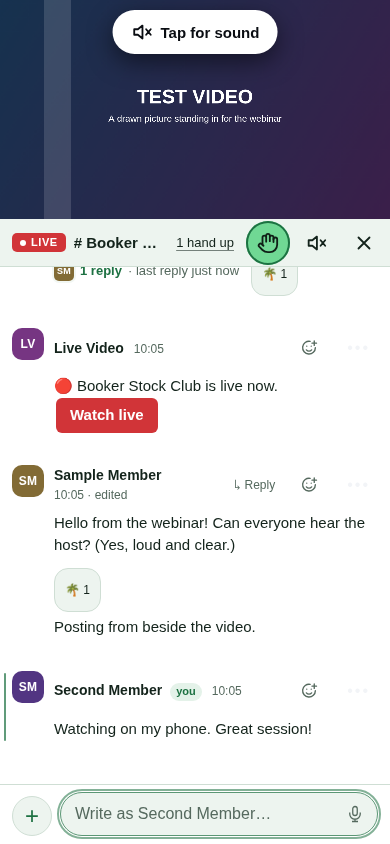 Tap for sound
TEST VIDEO
A drawn picture standing in for the webinar
LIVE # Booker … 1 hand up
SM 1 reply · last reply just now 🌴 1
LV Live Video 10:05
🔴 Booker Stock Club is live now.
Watch live
SM Sample Member
10:05 · edited ↳ Reply
Hello from the webinar! Can everyone hear the
host? (Yes, loud and clear.)
🌴 1
Posting from beside the video.
SM Second Member you 10:05
Watching on my phone. Great session!
+ Write as Second Member…